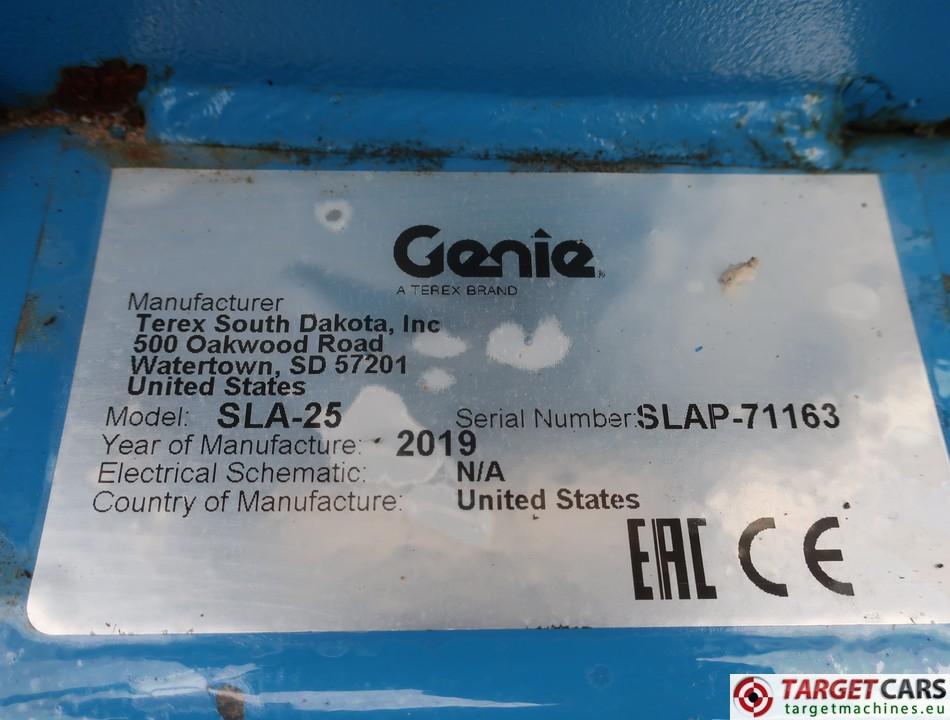 Genie®
A TEREX BRAND
Manufacturer
Terex South Dakota, Inc
500 Oakwood Road
Watertown, SD 57201
United States
Model: SLA-25 Serial Number:SLAP-71163
Year of Manufacture: 2019
Electrical Schematic: N/A
Country of Manufacture: United States
EAC CE
TARGETCARS
targetmachines.eu